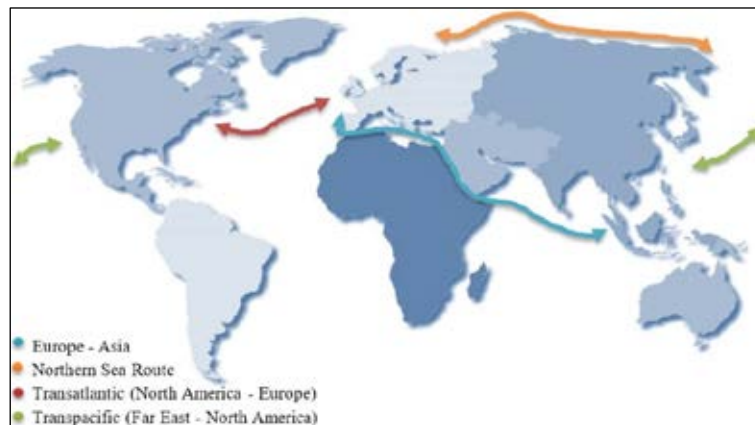 Europe - Asia
Northern Sea Route
Transatlantic (North America - Europe)
Transpacific (Far East - North America)